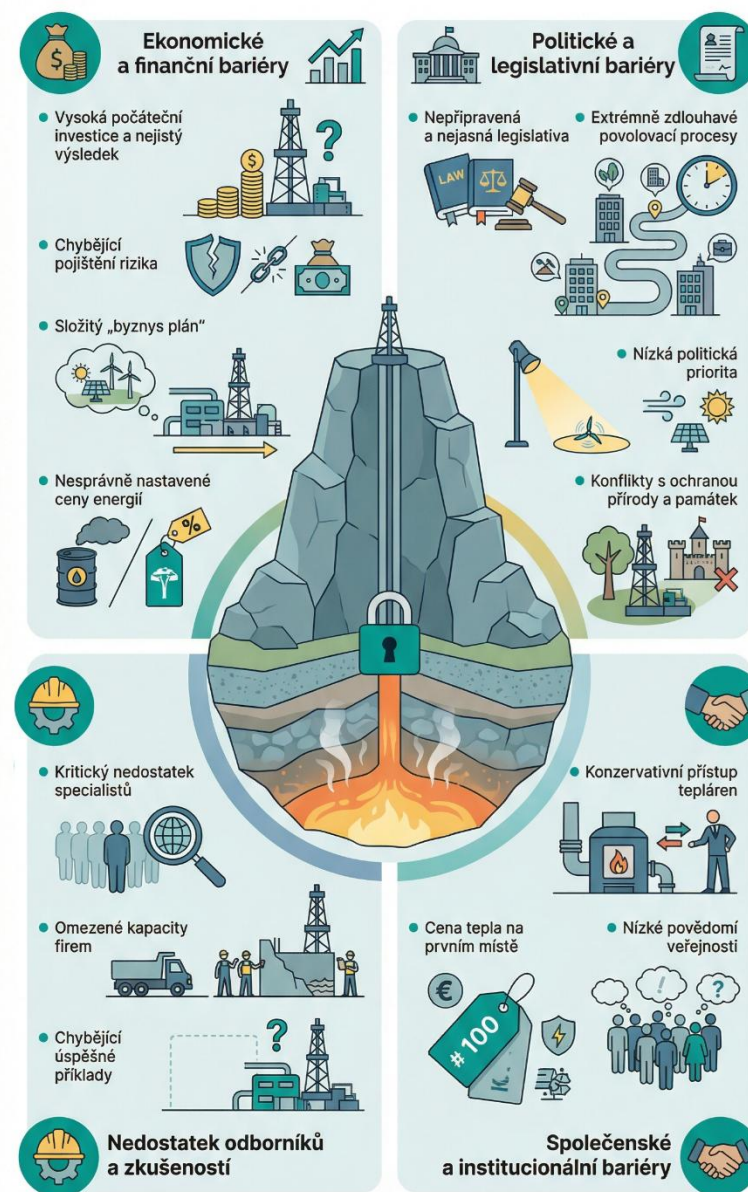 Ekonomické
a finanční bariéry
Vysoká počáteční
investice a nejistý
výsledek
$
$
?
Chybějící
pojištění rizika
Složitý „byznys plán“
Nesprávně nastavené
ceny energií
%
Politické a
legislativní bariéry
Nepřipravená
a nejasná legislativa
LAW
Extrémně zdlouhavé
povolovací procesy
Nízká politická
priorita
Konflikty s ochranou
přírody a památek
Kritický nedostatek
specialistů
Omezené kapacity
firem
Chybějící
úspěšné
příklady
?
Nedostatek odborníků
a zkušeností
Konzervativní přístup
tepláren
Cena tepla na
prvním místě
€
# 100
Nízké povědomí
veřejnosti
!
?
Společenské
a institucionální bariéry